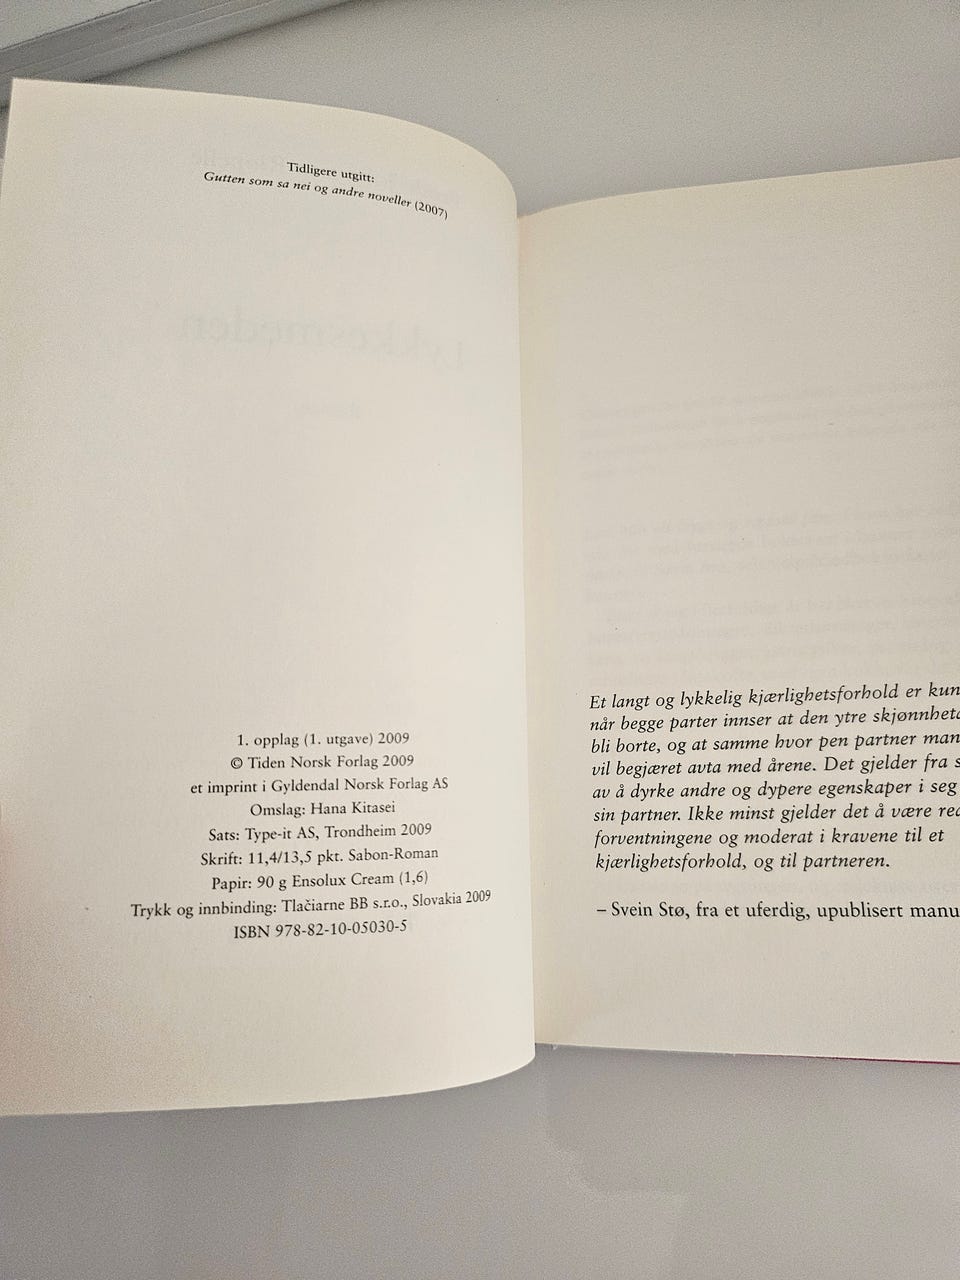 Tidligere utgitt:
Gutten som sa nei og andre noveller (2007)
Lykkesmeden
1. opplag (1. utgave) 2009
© Tiden Norsk Forlag 2009
et imprint i Gyldendal Norsk Forlag AS
Omslag: Hana Kitasei
Sats: Type-it AS, Trondheim 2009
Skrift: 11,4/13,5 pkt. Sabon-Roman
Papir: 90 g Ensolux Cream (1,6)
Trykk og innbinding: Tlačiarne BB s.r.o., Slovakia 2009
ISBN 978-82-10-05030-5
Et langt og lykkelig kjærlighetsforhold er kun
når begge parter innser at den ytre skjønnhet
bli borte, og at samme hvor pen partner man
vil begjæret avta med årene. Det gjelder fra s
av å dyrke andre og dypere egenskaper i seg
sin partner. Ikke minst gjelder det å være rea
forventningene og moderat i kravene til et
kjærlighetsforhold, og til partneren.
– Svein Stø, fra et uferdig, upublisert manu